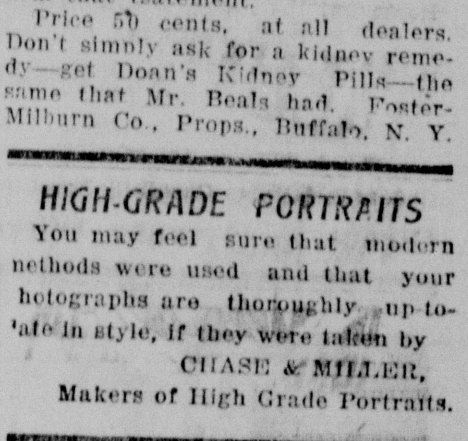 Price 50 cents, at all dealers.
Don't simply ask for a kidney reme-
dy—get Doan's Kidney Pills—the
same that Mr. Beals had. Foster-
Milburn Co., Props., Buffalo, N. Y.
HIGH-GRADE PORTRAITS
You may feel sure that modern
nethods were used and that your
hotographs are thoroughly up-to-
'ate in style, if they were taken by
CHASE & MILLER,
Makers of High Grade Portraits.